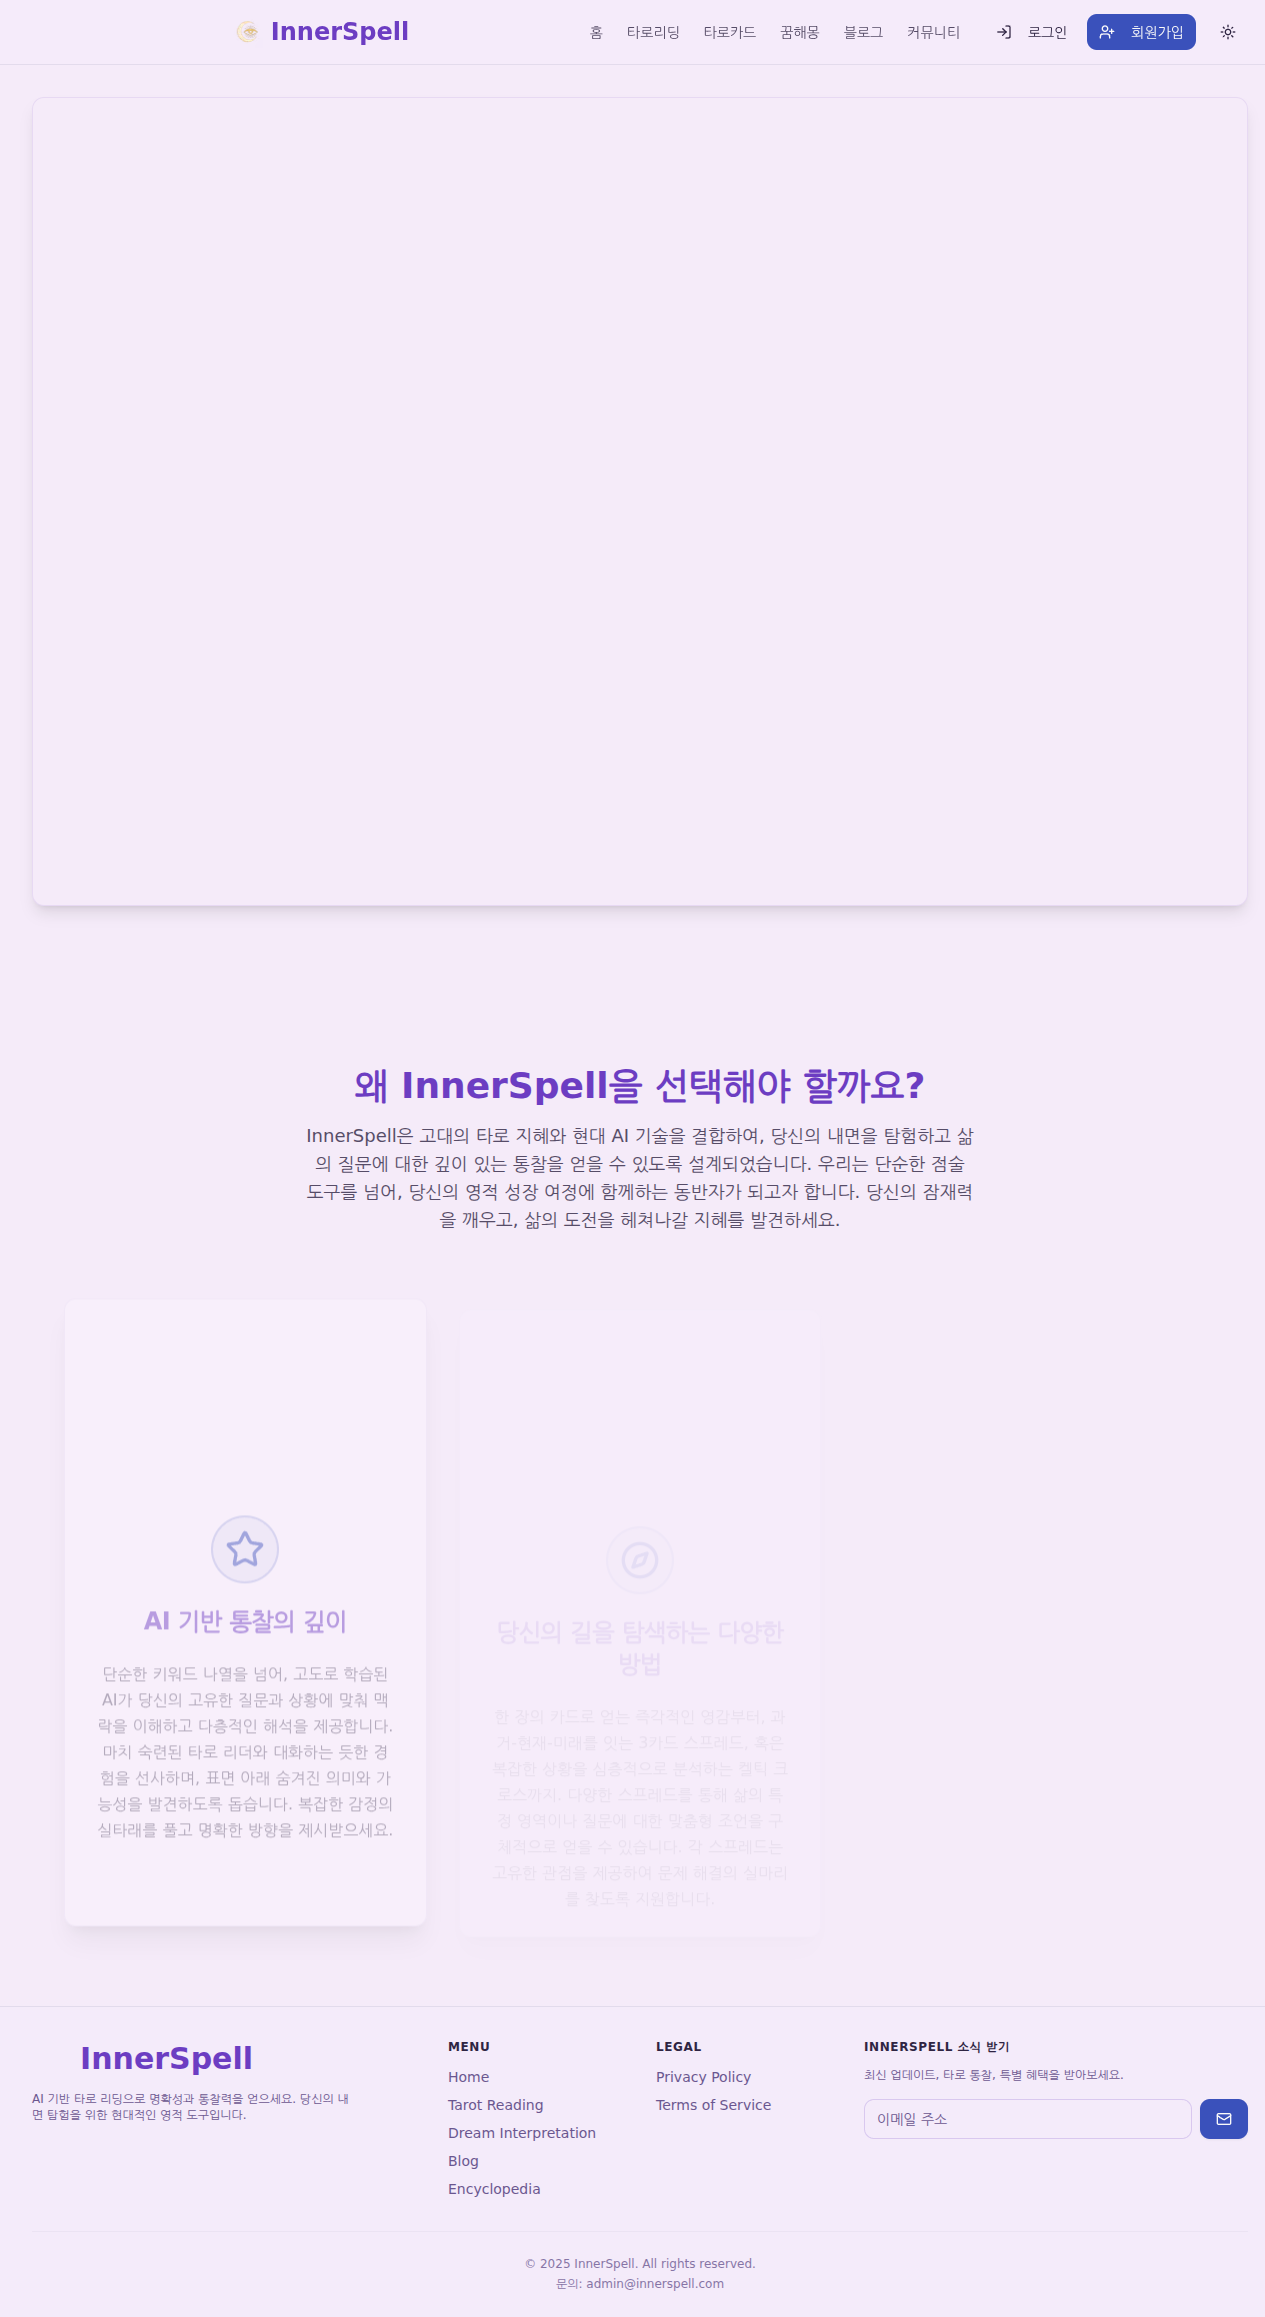 InnerSpell
홈
타로리딩
타로카드
꿈해몽
블로그
커뮤니티
로그인
회원가입
왜 InnerSpell을 선택해야 할까요?
InnerSpell은 고대의 타로 지혜와 현대 AI 기술을 결합하여, 당신의 내면을 탐험하고 삶
의 질문에 대한 깊이 있는 통찰을 얻을 수 있도록 설계되었습니다. 우리는 단순한 점술
도구를 넘어, 당신의 영적 성장 여정에 함께하는 동반자가 되고자 합니다. 당신의 잠재력
을 깨우고, 삶의 도전을 헤쳐나갈 지혜를 발견하세요.
AI 기반 통찰의 깊이
단순한 키워드 나열을 넘어, 고도로 학습된
AI가 당신의 고유한 질문과 상황에 맞춰 맥
락을 이해하고 다층적인 해석을 제공합니다.
마치 숙련된 타로 리더와 대화하는 듯한 경
험을 선사하며, 표면 아래 숨겨진 의미와 가
능성을 발견하도록 돕습니다. 복잡한 감정의
실타래를 풀고 명확한 방향을 제시받으세요.
당신의 길을 탐색하는 다양한
방법
한 장의 카드로 얻는 즉각적인 영감부터, 과
거-현재-미래를 잇는 3카드 스프레드, 혹은
복잡한 상황을 심층적으로 분석하는 켈틱 크
로스까지. 다양한 스프레드를 통해 삶의 특
정 영역이나 질문에 대한 맞춤형 조언을 구
체적으로 얻을 수 있습니다. 각 스프레드는
고유한 관점을 제공하여 문제 해결의 실마리
를 찾도록 지원합니다.
InnerSpell
AI 기반 타로 리딩으로 명확성과 통찰력을 얻으세요. 당신의 내
면 탐험을 위한 현대적인 영적 도구입니다.
MENU
Home
Tarot Reading
Dream Interpretation
Blog
Encyclopedia
LEGAL
Privacy Policy
Terms of Service
INNERSPELL 소식 받기
최신 업데이트, 타로 통찰, 특별 혜택을 받아보세요.
이메일 주소
© 2025 InnerSpell. All rights reserved.
문의: admin@innerspell.com